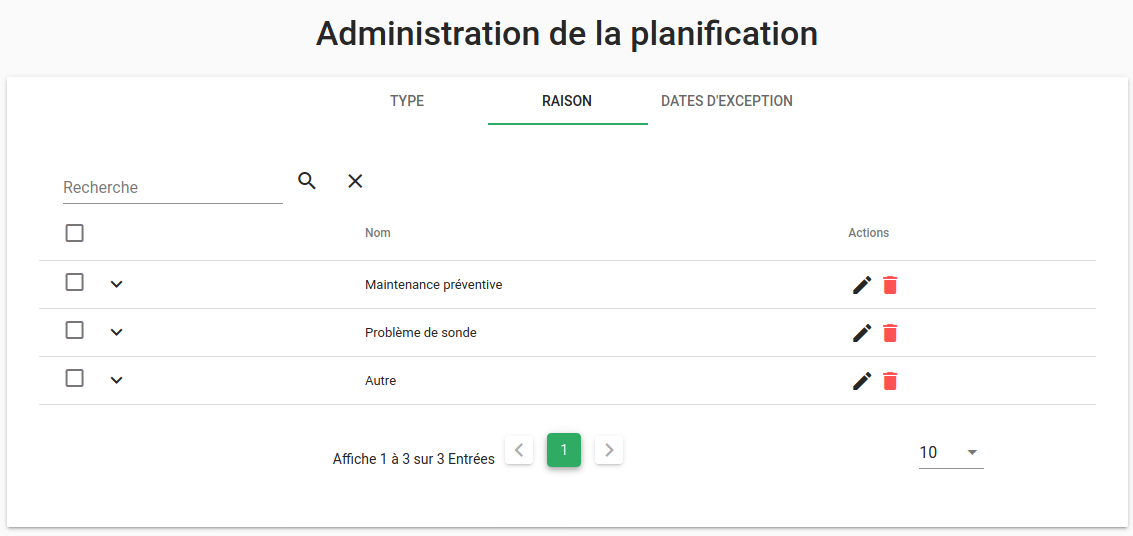 Administration de la planification
TYPE RAISON DATES D'EXCEPTION
Recherche
Nom Actions
Maintenance préventive
Problème de sonde
Autre
Affiche 1 à 3 sur 3 Entrées 1 10